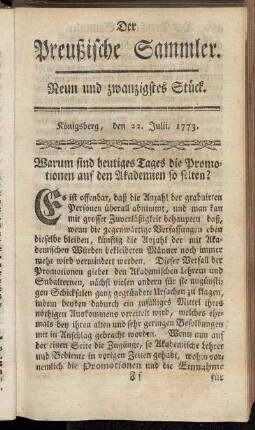 Der
Preußische Sammler.
Neun und zwanzigstes Stück.
Königsberg, den 22. Julii. 1773.
Warum sind heutiges Tages die Promo-
tionen auf den Akademien so selten?
Es ist offenbar, daß die Anzahl der graduirten
Personen überall abnimmt, und man kan
mit grosser Zuverläßigkeit behaupten daß,
wenn die gegenwärtige Verfassungen eben
dieselbe bleiben, künftig die Anzahl der mit Aka-
demischen Würden bekleideten Männer noch immer
mehr wird vermindert werden. Dieser Verfall der
Promotionen giebet den Akademischen Lehrern und
Subalternen, nächst vielen andern für sie ungünsti-
gen Schicksalen ganz gegründete Ursachen zu klagen,
indem beyden dadurch ein zufälliges Mittel ihres
nöthigen Auskommens vereitelt wird, welches ehe-
mals bey ihren alten und sehr geringen Besoldungen
mit in Anschlag gebracht worden. Wenn nun auf
der einen Seite die Zugänge, so Akademische Lehrer
und Bediente in vorigen Zeiten gehabt, wohin vor-
nemlich die Promotionen und die Einnahme
für